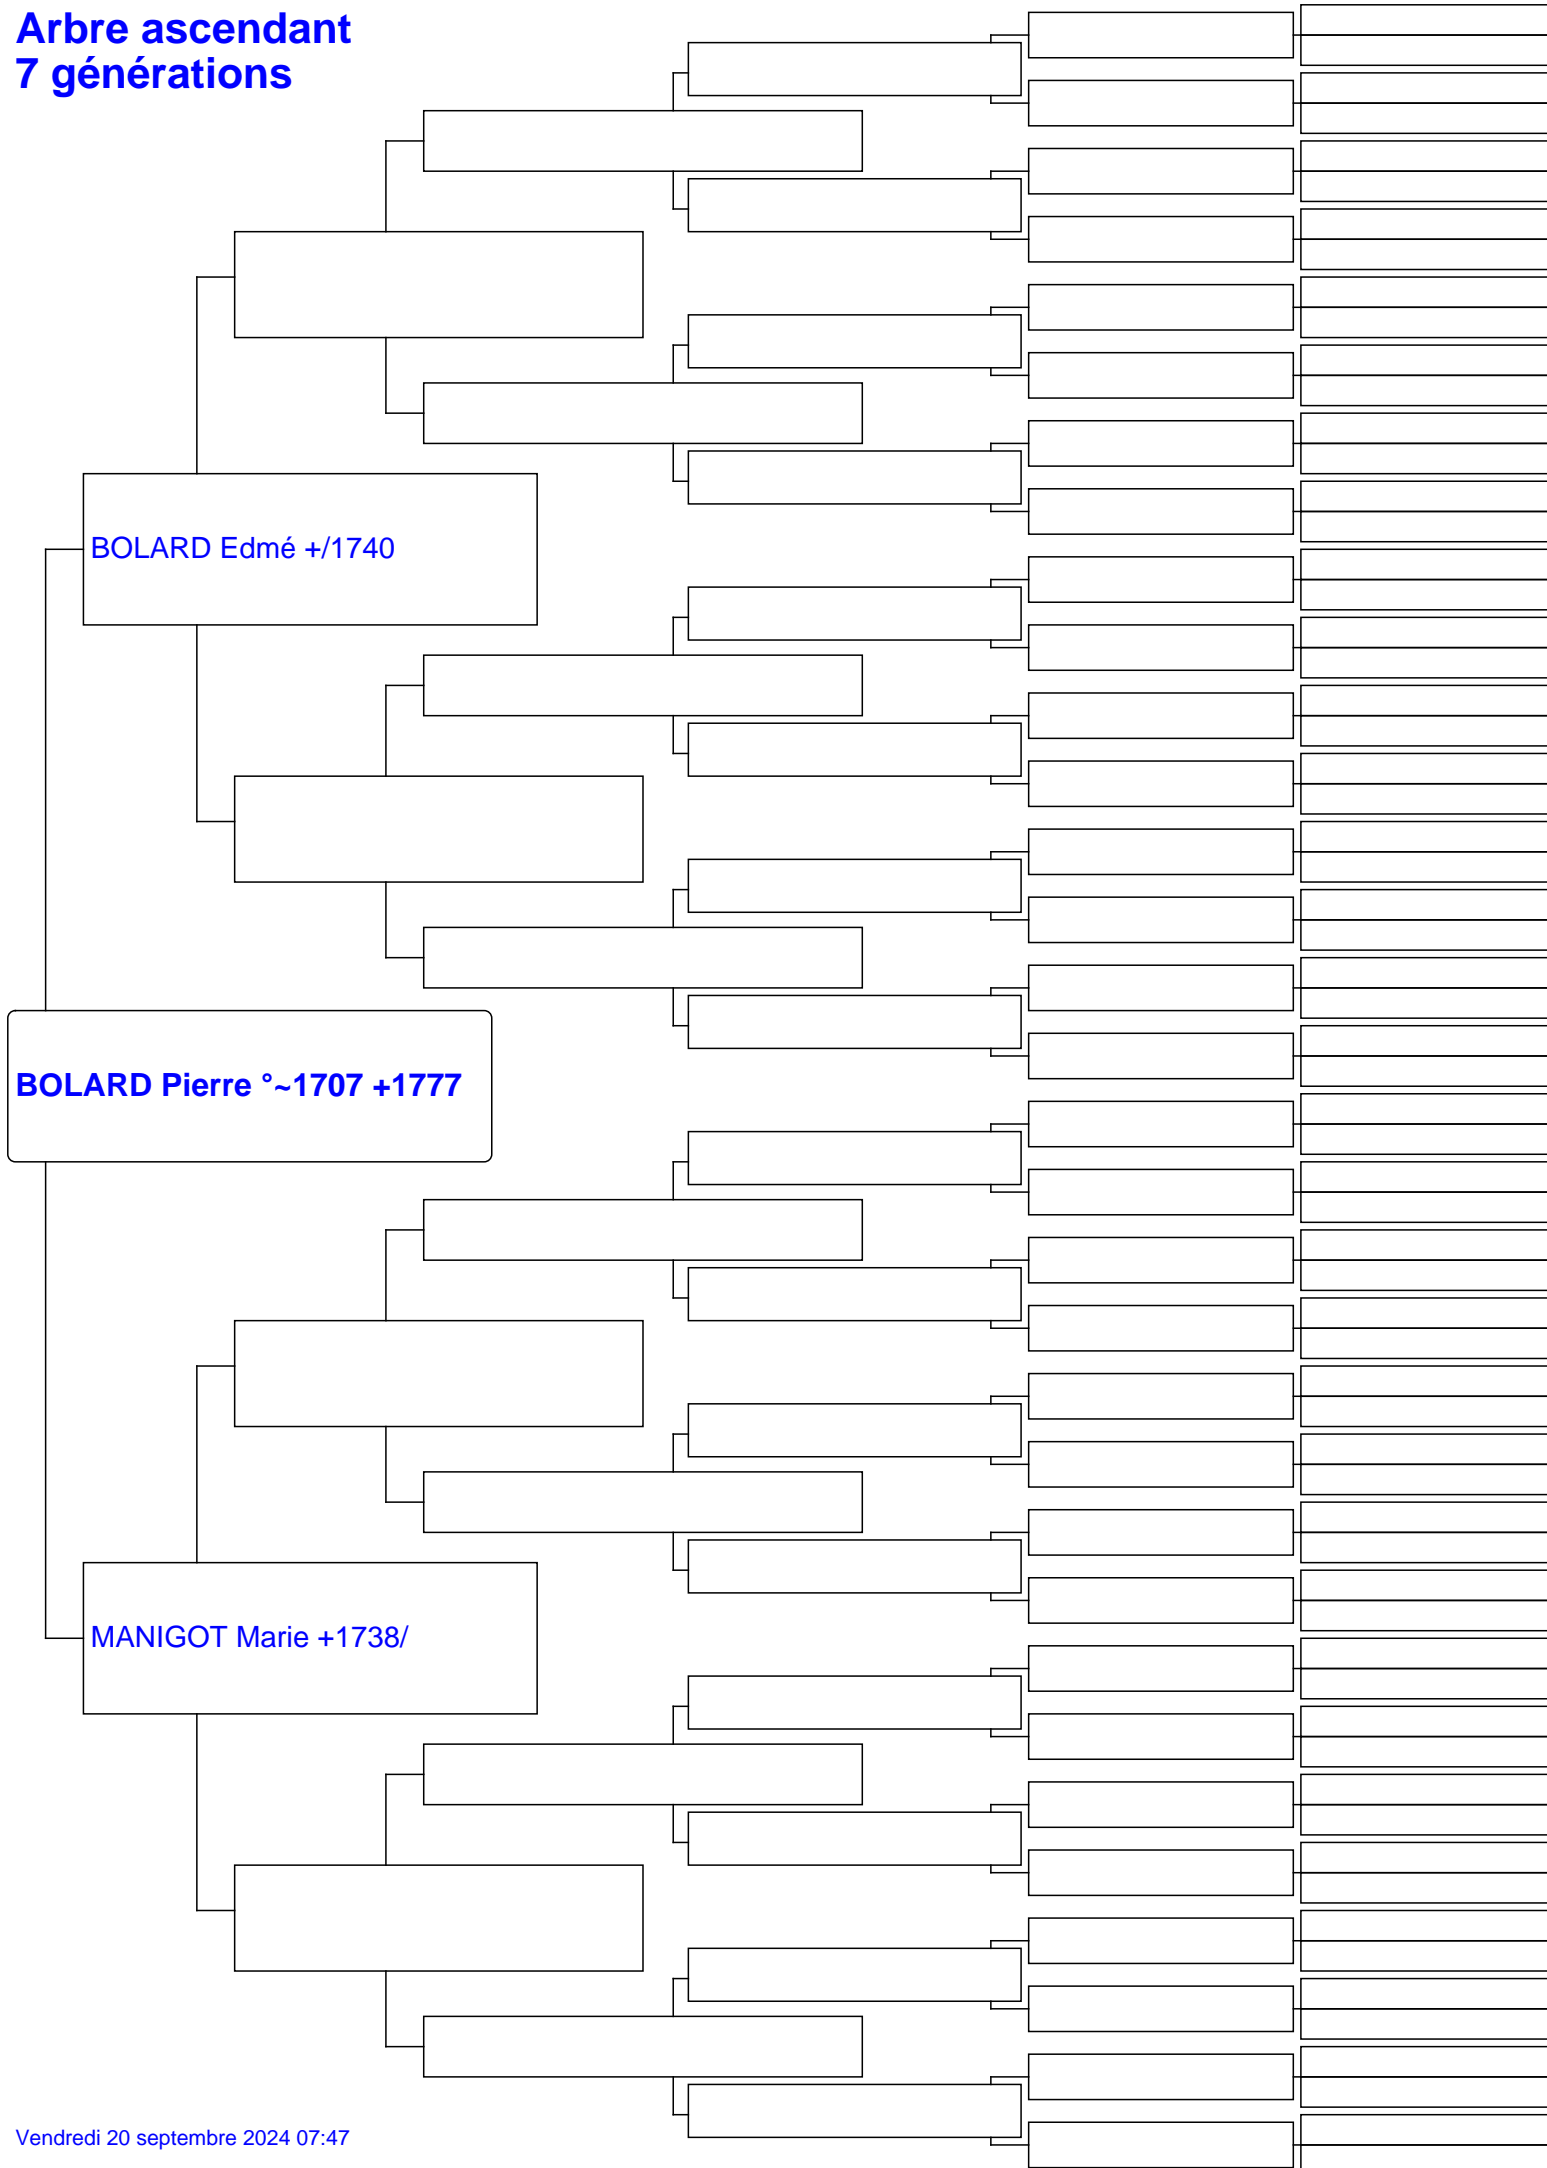 Arbre ascendant
7 générations
BOLARD Edmé +/1740
BOLARD Pierre °~1707 +1777
MANIGOT Marie +1738/
Vendredi 20 septembre 2024 07:47